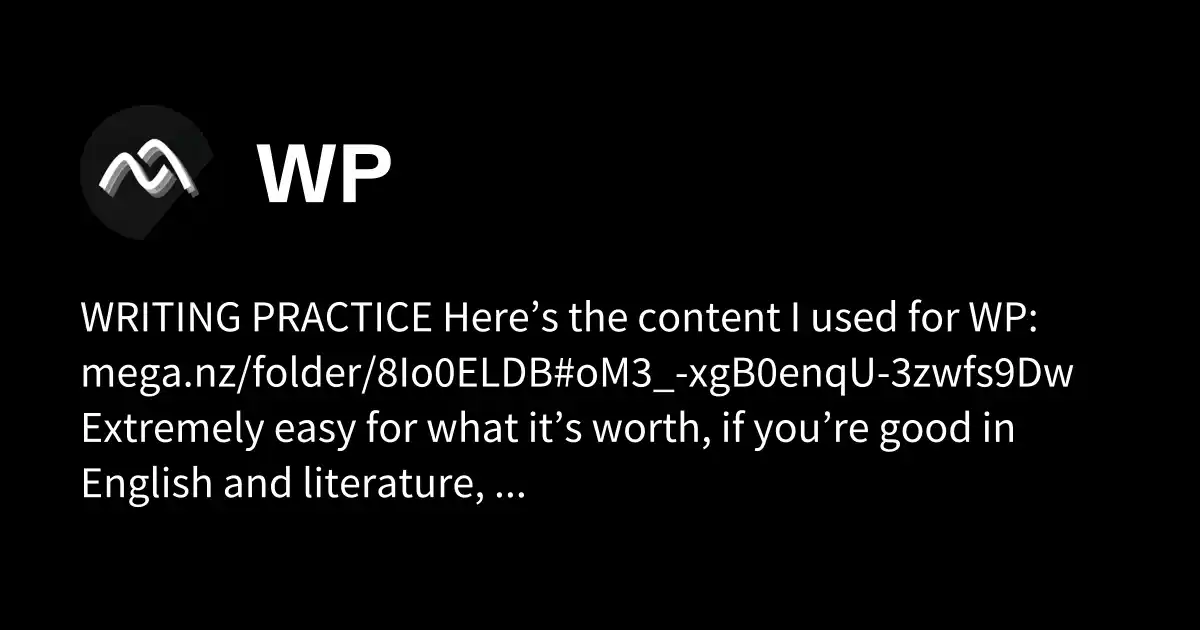 WP
WRITING PRACTICE Here’s the content I used for WP:
mega.nz/folder/8Io0ELDB#oM3_-xgB0enqU-3zwfs9Dw
Extremely easy for what it’s worth, if you’re good in
English and literature, ...